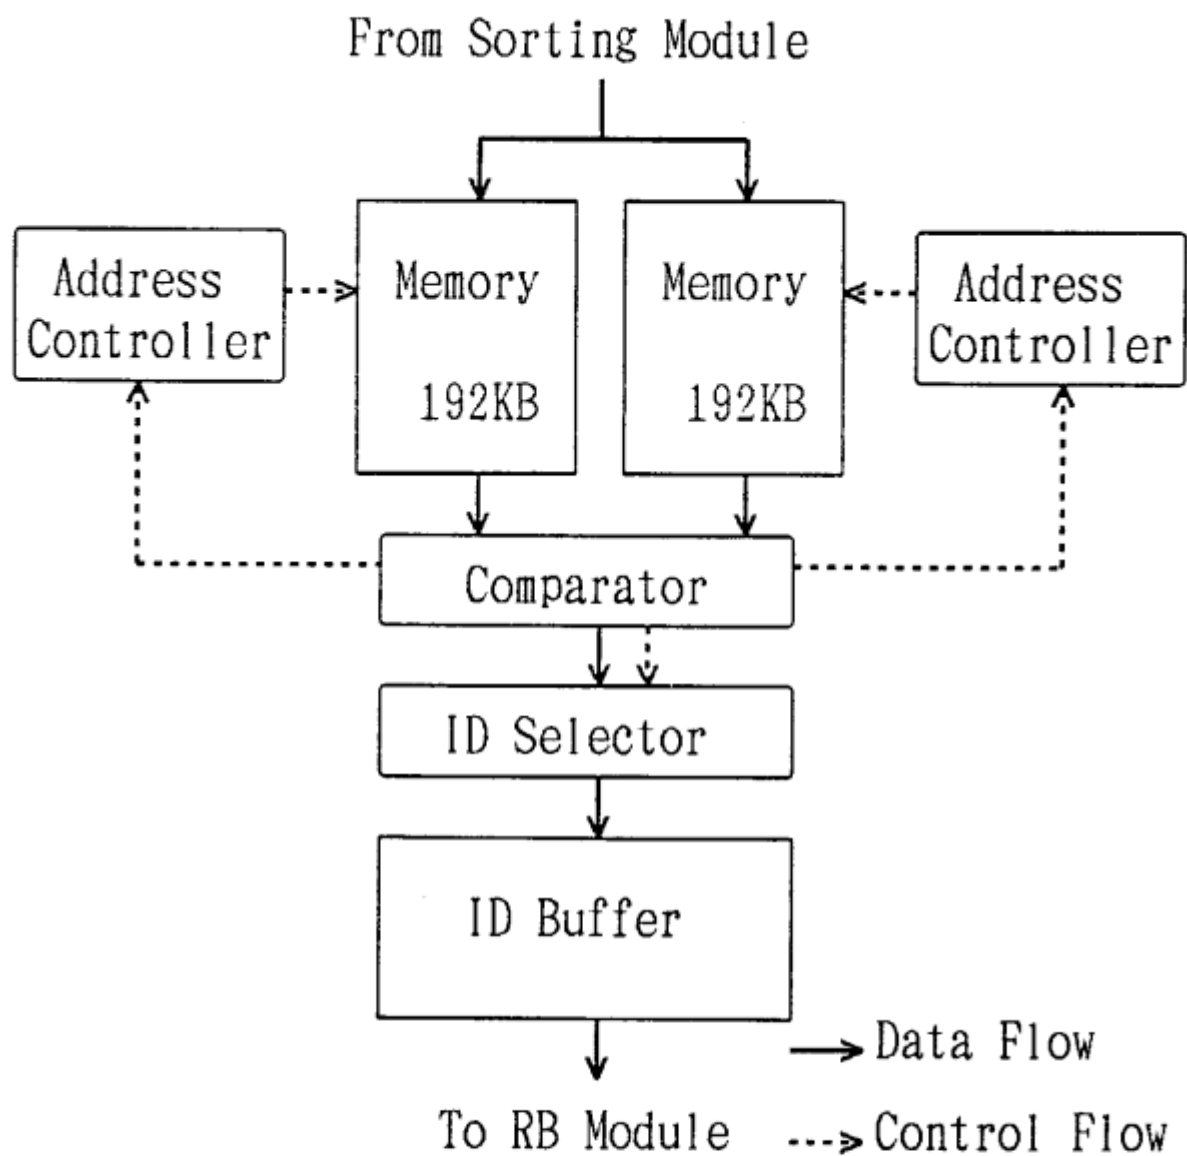 From Sorting Module
Address
Controller
Memory
192KB
Memory
192KB
Address
Controller
Comparator
ID Selector
ID Buffer
Data Flow
To RB Module
Control Flow